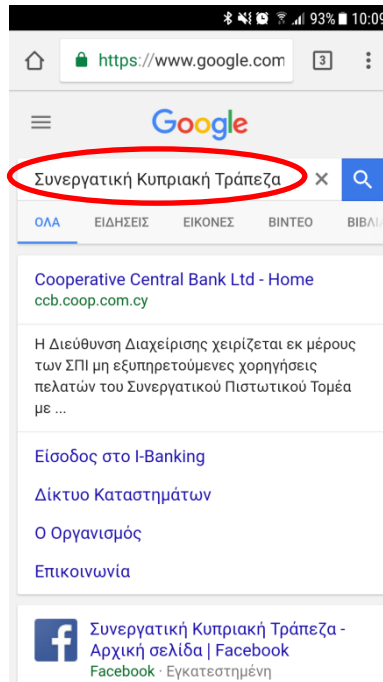 93% 10:09
https://www.google.com 3
Google
Συνεργατική Κυπριακή Τράπεζα
ΟΛΑ ΕΙΔΗΣΕΙΣ ΕΙΚΟΝΕΣ ΒΙΝΤΕΟ ΒΙΒΛΙ
Cooperative Central Bank Ltd - Home
ccb.coop.com.cy
Η Διεύθυνση Διαχείρισης χειρίζεται εκ μέρους
των ΣΠΙ μη εξυπηρετούμενες χορηγήσεις
πελατών του Συνεργατικού Πιστωτικού Τομέα
με ...
Είσοδος στο I-Banking
Δίκτυο Καταστημάτων
Ο Οργανισμός
Επικοινωνία
Συνεργατική Κυπριακή Τράπεζα -
Αρχική σελίδα | Facebook
Facebook · Εγκατεστημένη